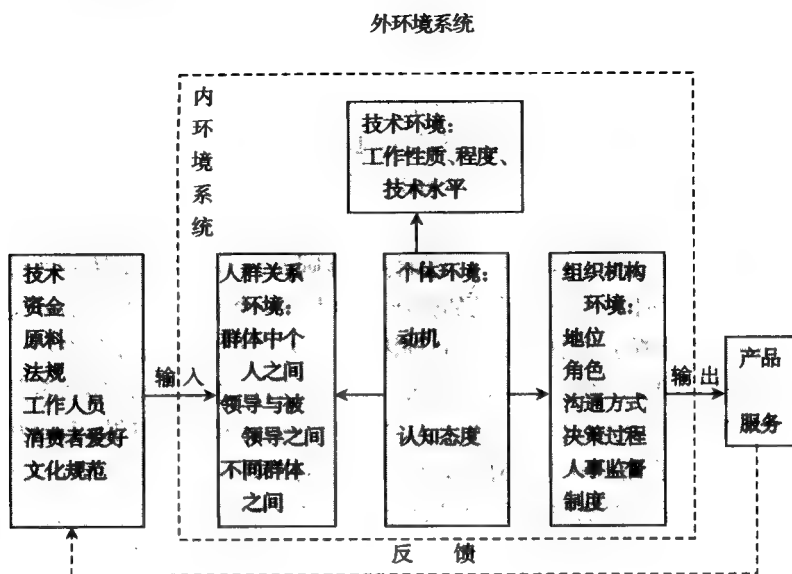 外环境系统
内环境系统
技术环境：
工作性质、程度、
技术水平
技术
资金
原料
法规
工作人员
消费者爱好
文化规范
输入
人群关系
环境：
群体中个
人之间
领导与被
领导之间
不同群体
之间
个体环境：
动机
认知态度
组织机构
环境：
地位
角色
沟通方式
决策过程
人事监督
制度
输出
产品
服务
反馈